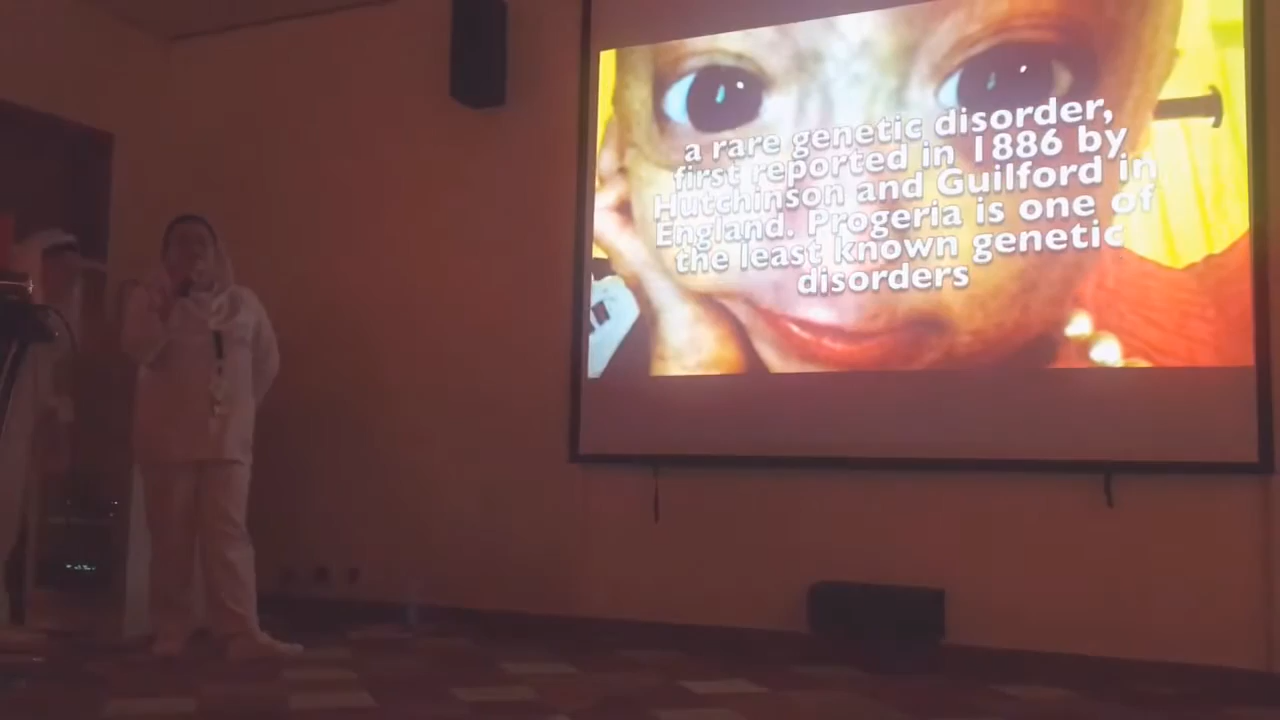 a rare genetic disorder,
first reported in 1886 by
Hutchinson and Guilford in
England. Progeria is one of
the least known genetic
disorders